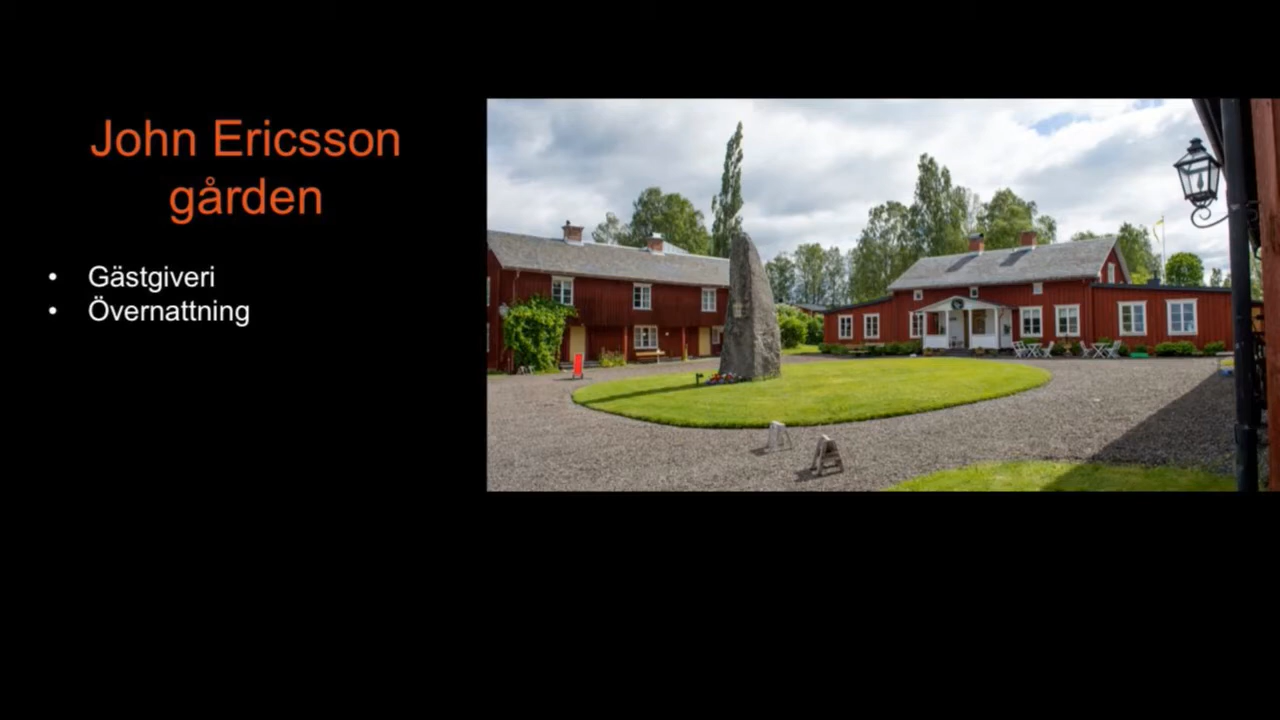 John Ericsson
gården
• Gästgiveri
• Övernattning